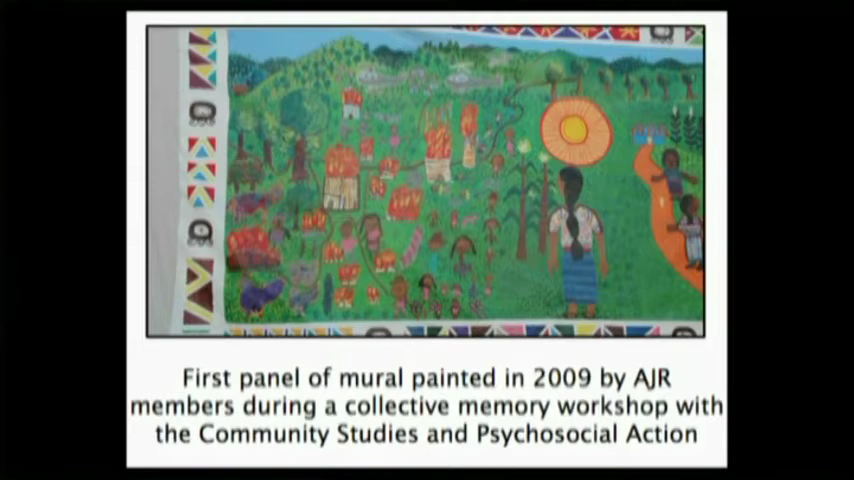 First panel of mural painted in 2009 by AJR
members during a collective memory workshop with
the Community Studies and Psychosocial Action